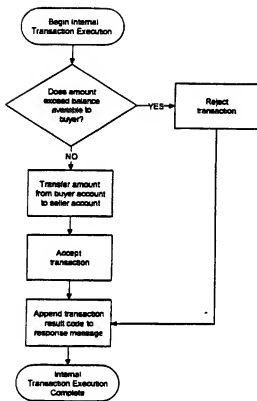 Begin Internal
Transaction Execution
Does amount
exceed balance
available to
buyer?
YES
Reject
transaction
NO
Transfer amount
from buyer account
to seller account
Accept
transaction
Append transaction
result code to
response message
Internal
Transaction Execution
Complete